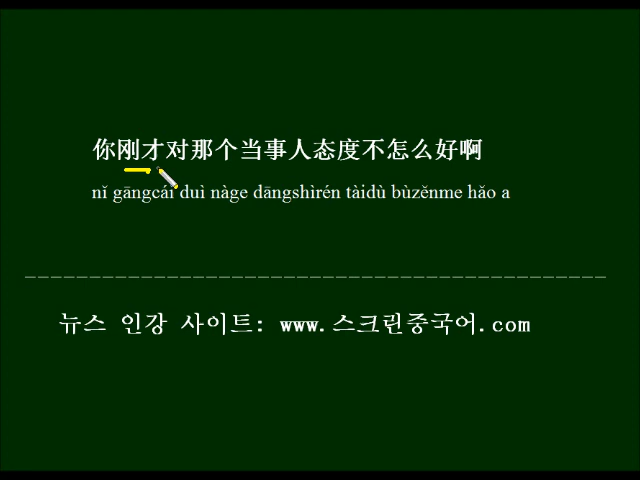 你刚才对那个当事人态度不怎么好啊
nǐ gāngcái duì nàge dāngshìrén tàidù bùzěnme hǎo a
뉴스 인강 사이트: www.스크린중국어.com